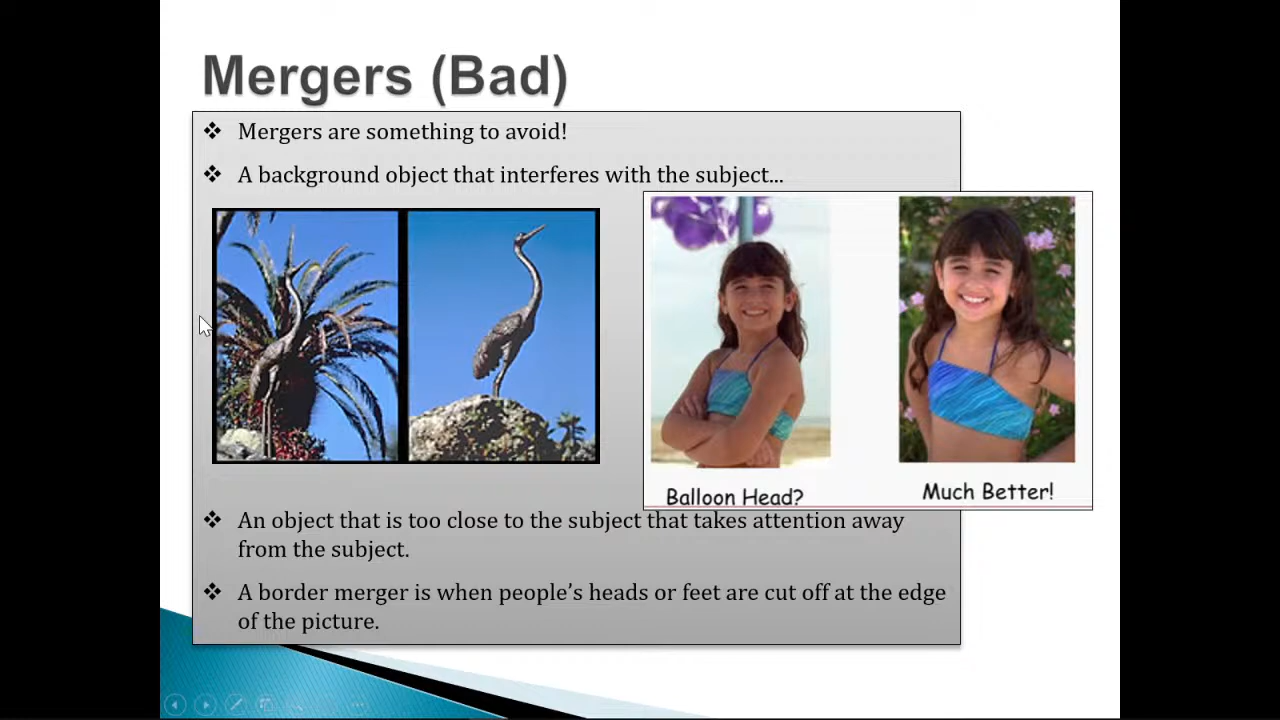 Mergers (Bad)
❖ Mergers are something to avoid!
❖ A background object that interferes with the subject...
Balloon Head?
Much Better!
❖ An object that is too close to the subject that takes attention away
from the subject.
❖ A border merger is when people’s heads or feet are cut off at the edge
of the picture.